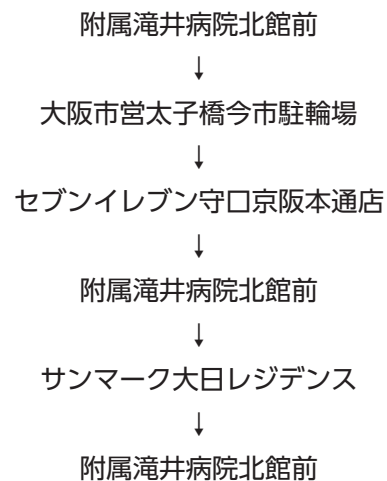 附属滝井病院北館前
↓
大阪市営太子橋今市駐輪場
↓
セブンイレブン守口京阪本通店
↓
附属滝井病院北館前
↓
サンマーク大日レジデンス
↓
附属滝井病院北館前